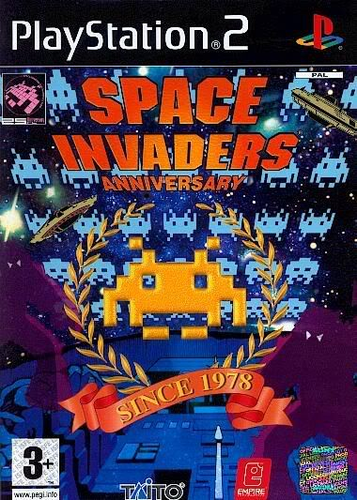 PlayStation®2
PAL
SPACE
INVADERS
ANNIVERSARY
SINCE 1978
3+
www.pegi.info
TAITO
EMPIRE